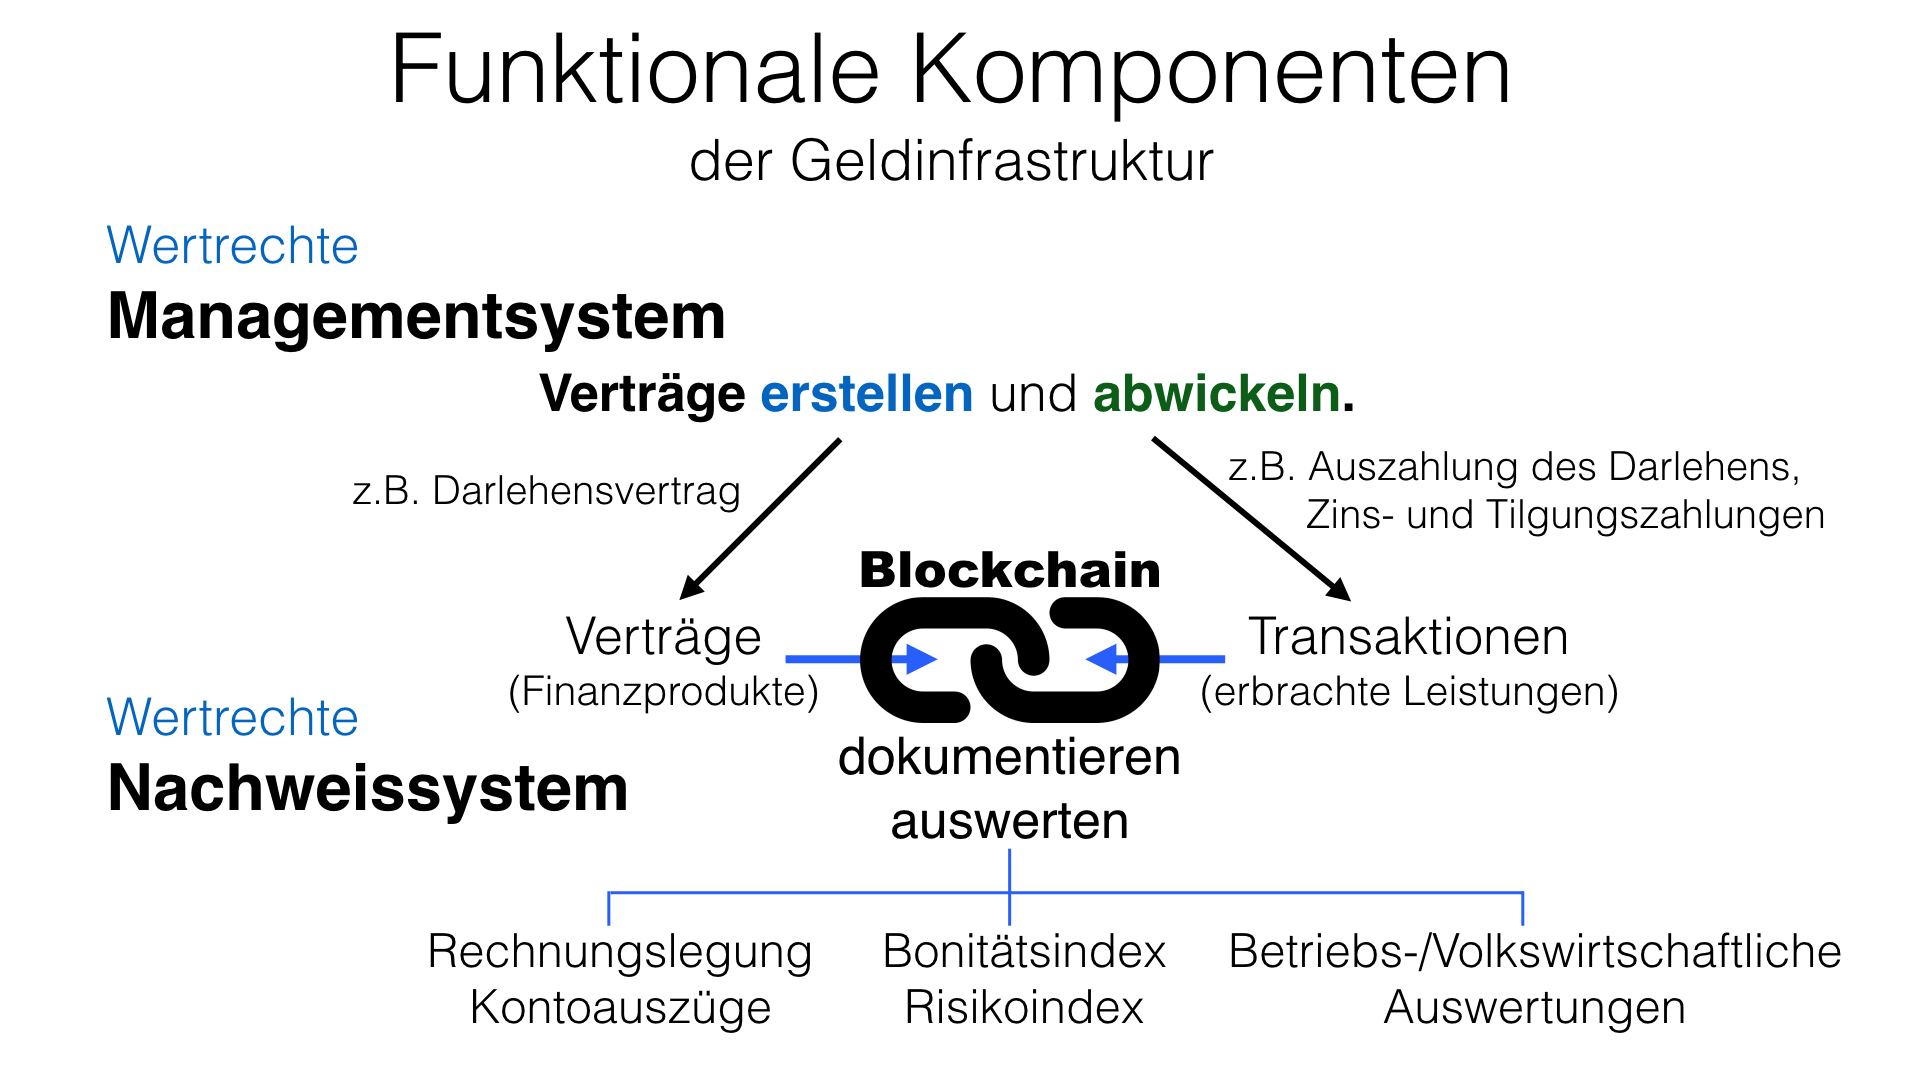 Funktionale Komponenten
der Geldinfrastruktur
Wertrechte
Managementsystem
Verträge erstellen und abwickeln.
z.B. Darlehensvertrag
z.B. Auszahlung des Darlehens,
Zins- und Tilgungszahlungen
Blockchain
Verträge
(Finanzprodukte)
Transaktionen
(erbrachte Leistungen)
Wertrechte
Nachweissystem
dokumentieren
auswerten
Rechnungslegung
Kontoauszüge
Bonitätsindex
Risikoindex
Betriebs-/Volkswirtschaftliche
Auswertungen